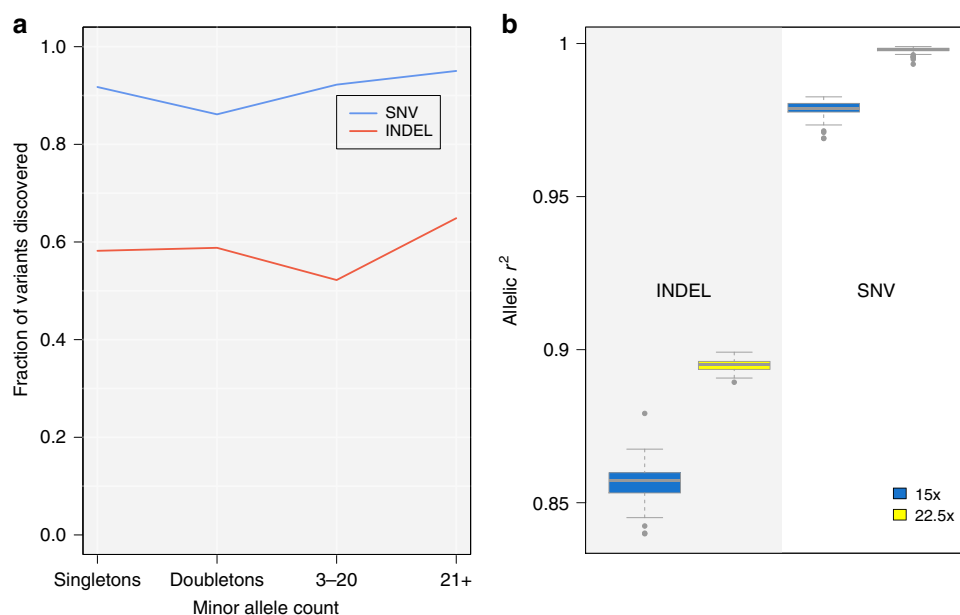 a
1.0
0.8
0.6
0.4
0.2
0.0
Fraction of variants discovered
SNV
INDEL
Singletons Doubletons 3–20 21+
Minor allele count
b
1
0.95
0.9
0.85
Allelic r²
INDEL SNV
15x
22.5x